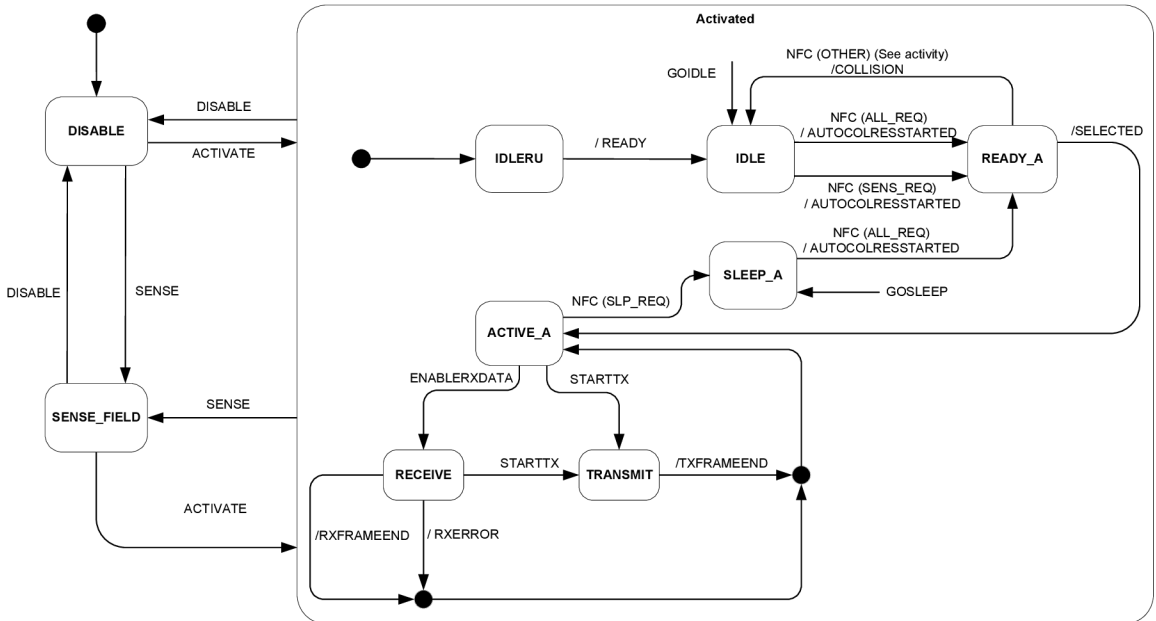 Activated
NFC (OTHER) (See activity)
/COLLISION
GOIDLE
DISABLE
DISABLE
ACTIVATE
NFC (ALL_REQ)
/ AUTOCOLRESSTARTED
/SELECTED
/ READY
IDLERU
IDLE
READY_A
NFC (SENS_REQ)
/ AUTOCOLRESSTARTED
NFC (ALL_REQ)
/ AUTOCOLRESSTARTED
SLEEP_A
DISABLE
SENSE
GOSLEEP
NFC (SLP_REQ)
ACTIVE_A
ENABLERXDATA
STARTTX
SENSE
SENSE_FIELD
STARTTX
/TXFRAMEEND
RECEIVE
TRANSMIT
ACTIVATE
/RXFRAMEEND
/ RXERROR